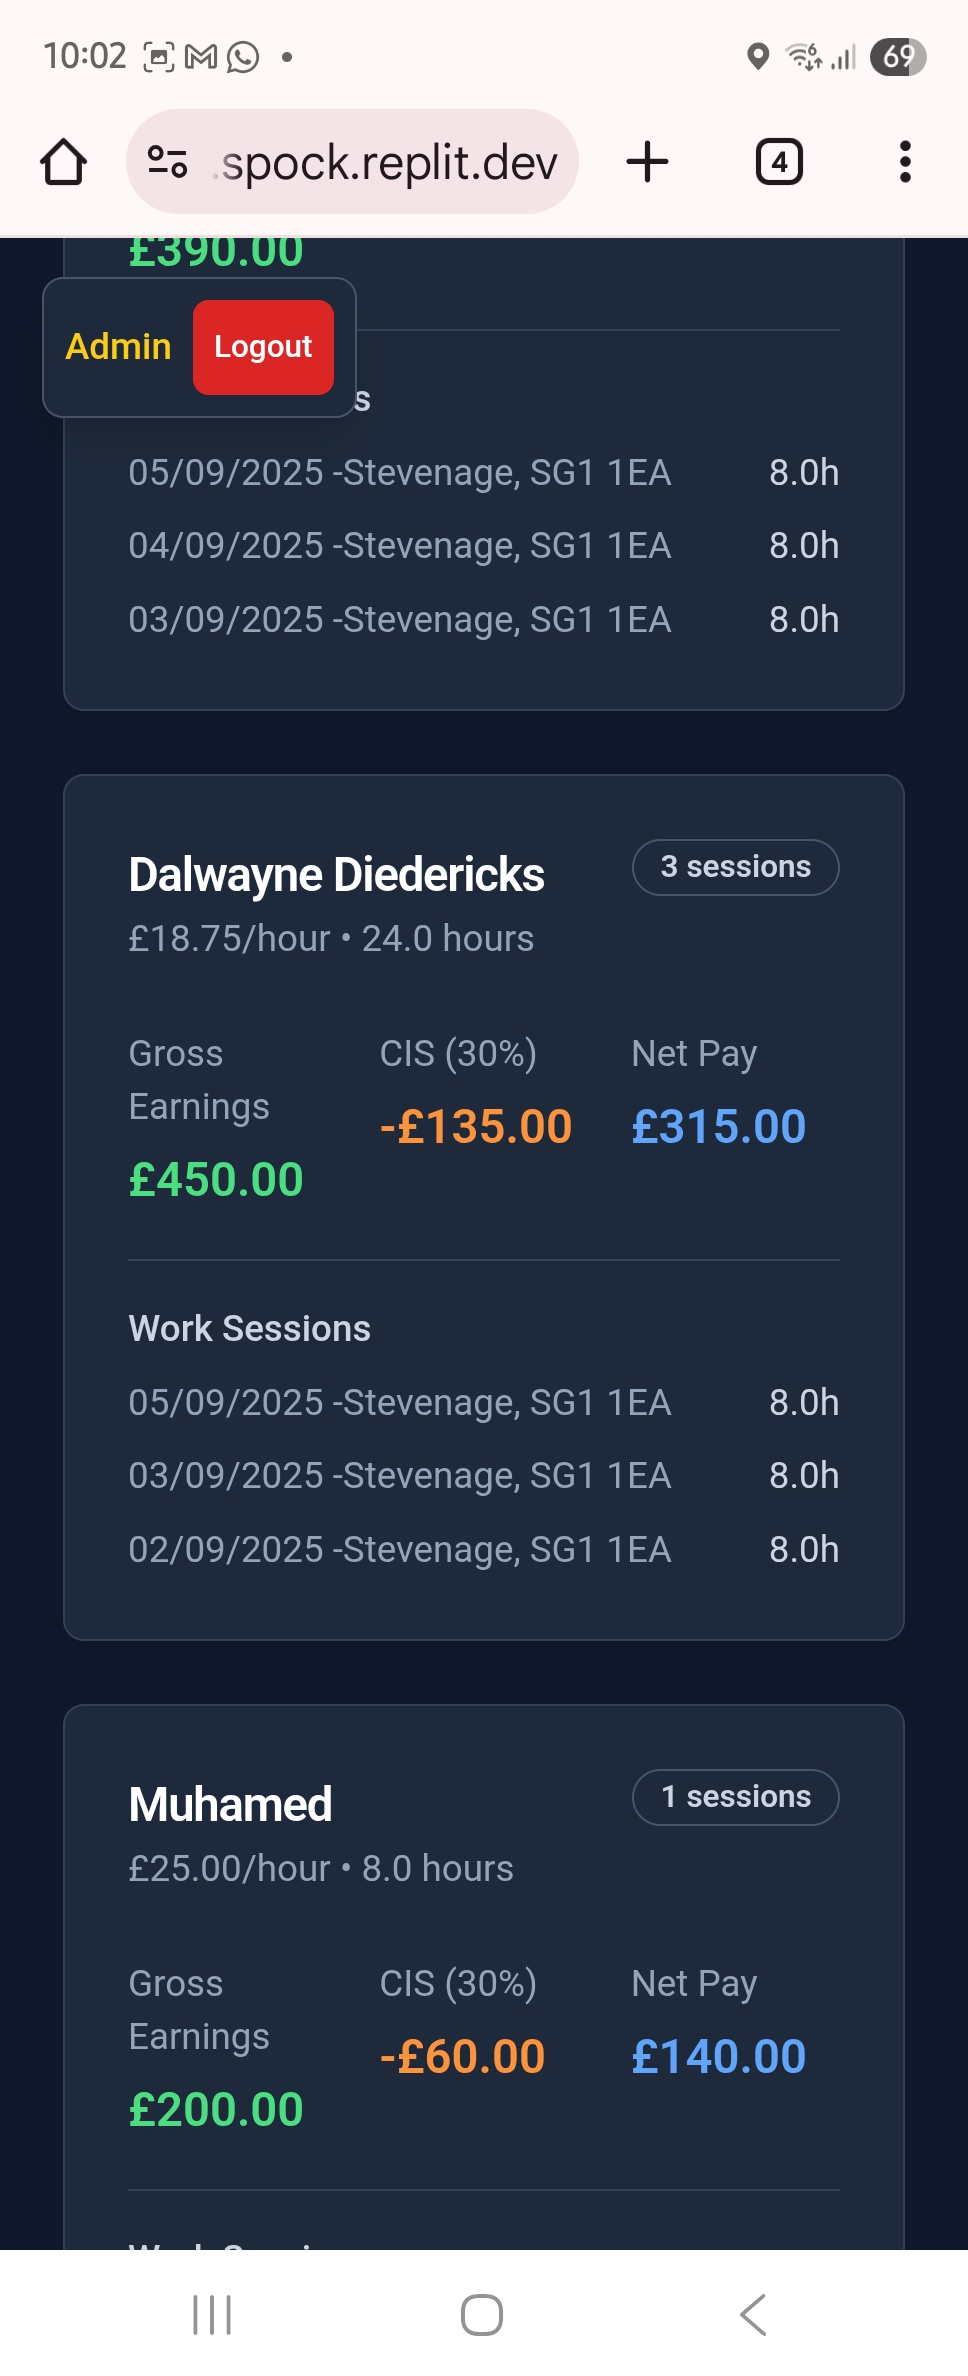 10:02
69
.spock.replit.dev
4
£390.00
Admin
Logout
s
05/09/2025 -Stevenage, SG1 1EA 8.0h
04/09/2025 -Stevenage, SG1 1EA 8.0h
03/09/2025 -Stevenage, SG1 1EA 8.0h
Dalwayne Diedericks
3 sessions
£18.75/hour • 24.0 hours
Gross
Earnings
£450.00
CIS (30%)
-£135.00
Net Pay
£315.00
Work Sessions
05/09/2025 -Stevenage, SG1 1EA 8.0h
03/09/2025 -Stevenage, SG1 1EA 8.0h
02/09/2025 -Stevenage, SG1 1EA 8.0h
Muhamed
1 sessions
£25.00/hour • 8.0 hours
Gross
Earnings
£200.00
CIS (30%)
-£60.00
Net Pay
£140.00